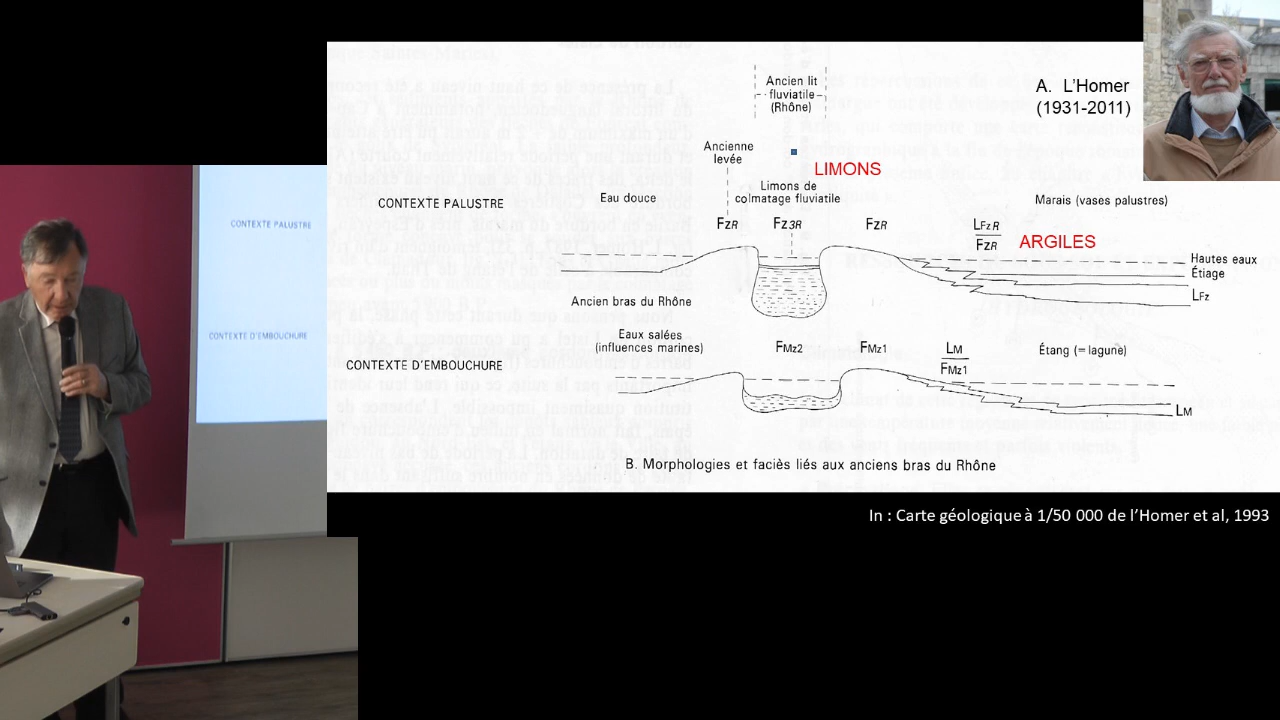 CONTEXTE PALUSTRE
CONTEXTE D'EMBOUCHURE
A. L'Homer
(1931-2011)
Ancien lit
fluviatile
(Rhône)
Ancienne
levée
LIMONS
Limons de
colmatage fluviatile
CONTEXTE PALUSTRE
Eau douce
Marais (vases palustres)
FzR
Fz3R
FzR
LFzR
FzR
ARGILES
Hautes eaux
Étiage
LFz
Ancien bras du Rhône
Eaux salées
(influences marines)
CONTEXTE D'EMBOUCHURE
FMz2
FMz1
LM
FMz1
Étang (=lagune)
LM
B. Morphologies et faciès liés aux anciens bras du Rhône
In : Carte géologique à 1/50 000 de l'Homer et al, 1993